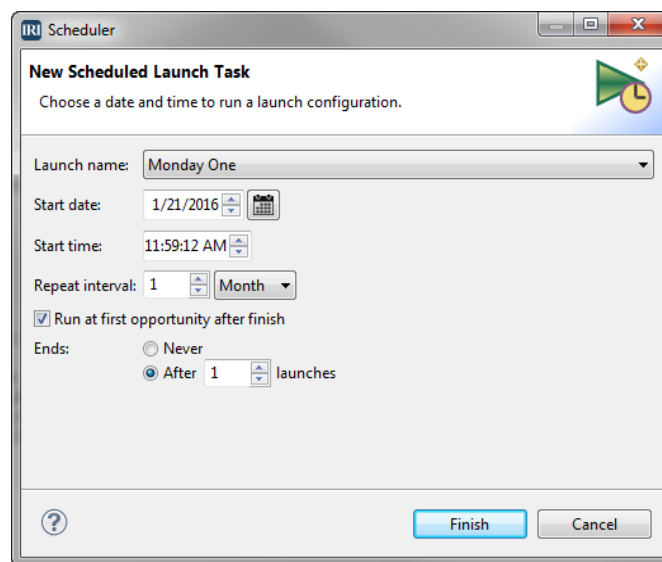 IRI Scheduler
New Scheduled Launch Task
Choose a date and time to run a launch configuration.
Launch name: Monday One
Start date: 1/21/2016
Start time: 11:59:12 AM
Repeat interval: 1 Month
Run at first opportunity after finish
Ends: Never
After 1 launches
? Finish Cancel